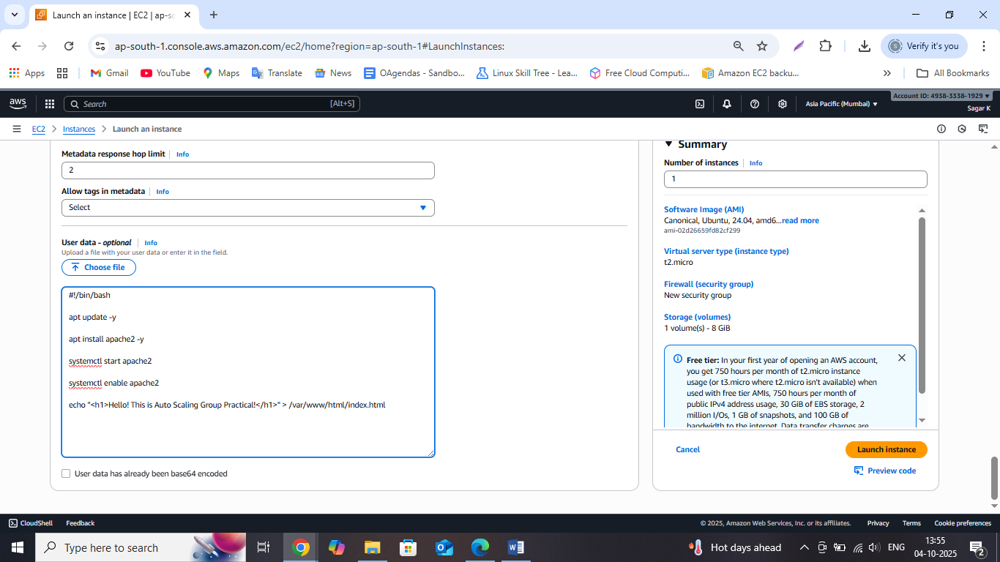 Launch an instance | EC2 | ap-so
ap-south-1.console.aws.amazon.com/ec2/home?region=ap-south-1#LaunchInstances:
S
Verify it's you
Apps
Gmail
YouTube
Maps
Translate
News
OAgendas - Sandbo...
Linux Skill Tree - Lea...
Free Cloud Computi...
Amazon EC2 backu...
All Bookmarks
aws
Search
[Alt+S]
Asia Pacific (Mumbai)
Account ID: 4938-3338-1929
Sagar K
EC2
Instances
Launch an instance
Metadata response hop limit
Info
2
Allow tags in metadata
Info
Select
User data - optional
Info
Upload a file with your user data or enter it in the field.
Choose file
#!/bin/bash
apt update -y
apt install apache2 -y
systemctl start apache2
systemctl enable apache2
echo "<h1>Hello! This is Auto Scaling Group Practical!</h1>" > /var/www/html/index.html
User data has already been base64 encoded
Summary
Number of instances
Info
1
Software Image (AMI)
Canonical, Ubuntu, 24.04, amd6...read more
ami-02d26659fd82cf299
Virtual server type (instance type)
t2.micro
Firewall (security group)
New security group
Storage (volumes)
1 volume(s) - 8 GiB
Free tier: In your first year of opening an AWS account,
you get 750 hours per month of t2.micro instance
usage (or t3.micro where t2.micro isn't available) when
used with free tier AMIs, 750 hours per month of
public IPv4 address usage, 30 GiB of EBS storage, 2
million I/Os, 1 GB of snapshots, and 100 GB of
bandwidth to the internet. Data transfer charges are
Cancel
Launch instance
Preview code
CloudShell
Feedback
© 2025, Amazon Web Services, Inc. or its affiliates.
Privacy
Terms
Cookie preferences
Type here to search
Hot days ahead
ENG
13:55
04-10-2025
2